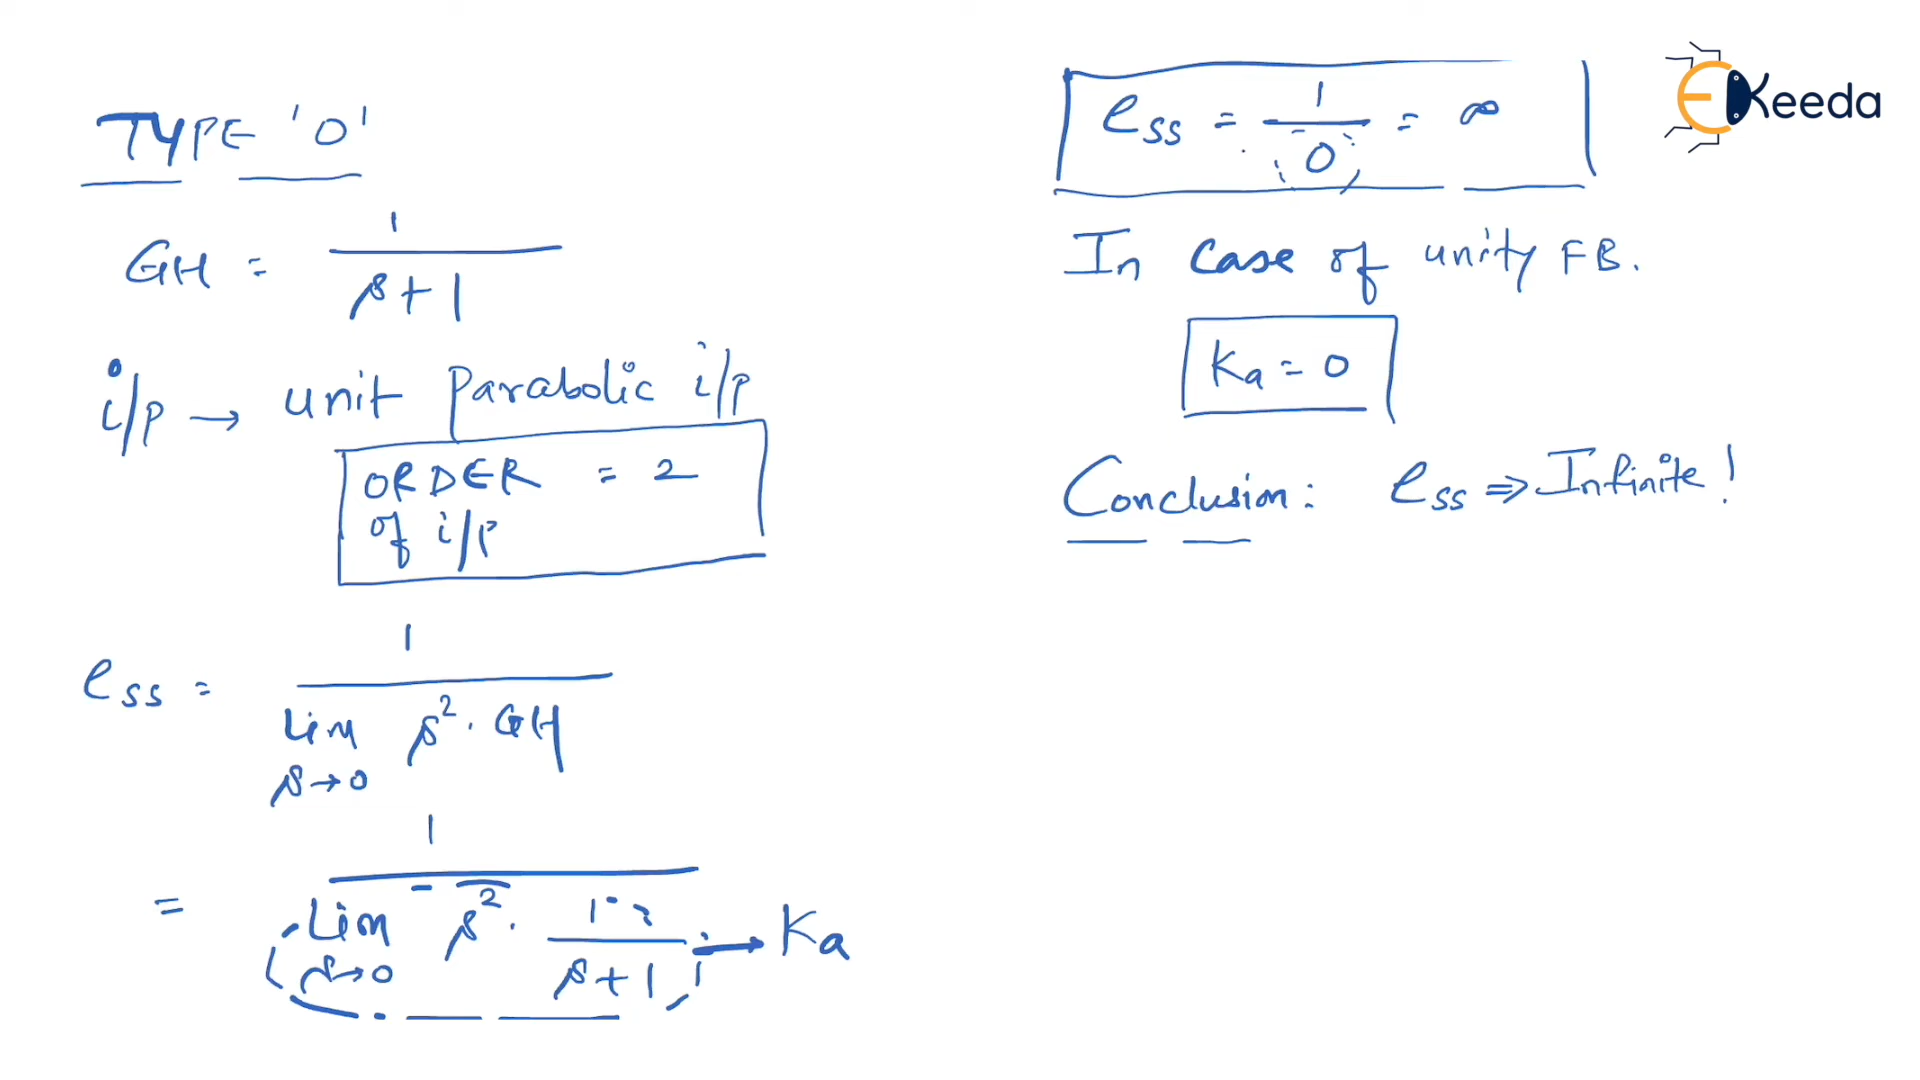 TYPE '0'
GH = 1 / s+1
i/p → unit parabolic i/p
ORDER = 2
of i/p
ess = 1 / Lim s→0 s² . GH
= 1 / Lim s→0 s² . 1 / s+1 → Ka
ess = 1 / 0 = ∞
In case of unity FB.
Ka = 0
Conclusion: ess ⇒ Infinite!
EKeeda